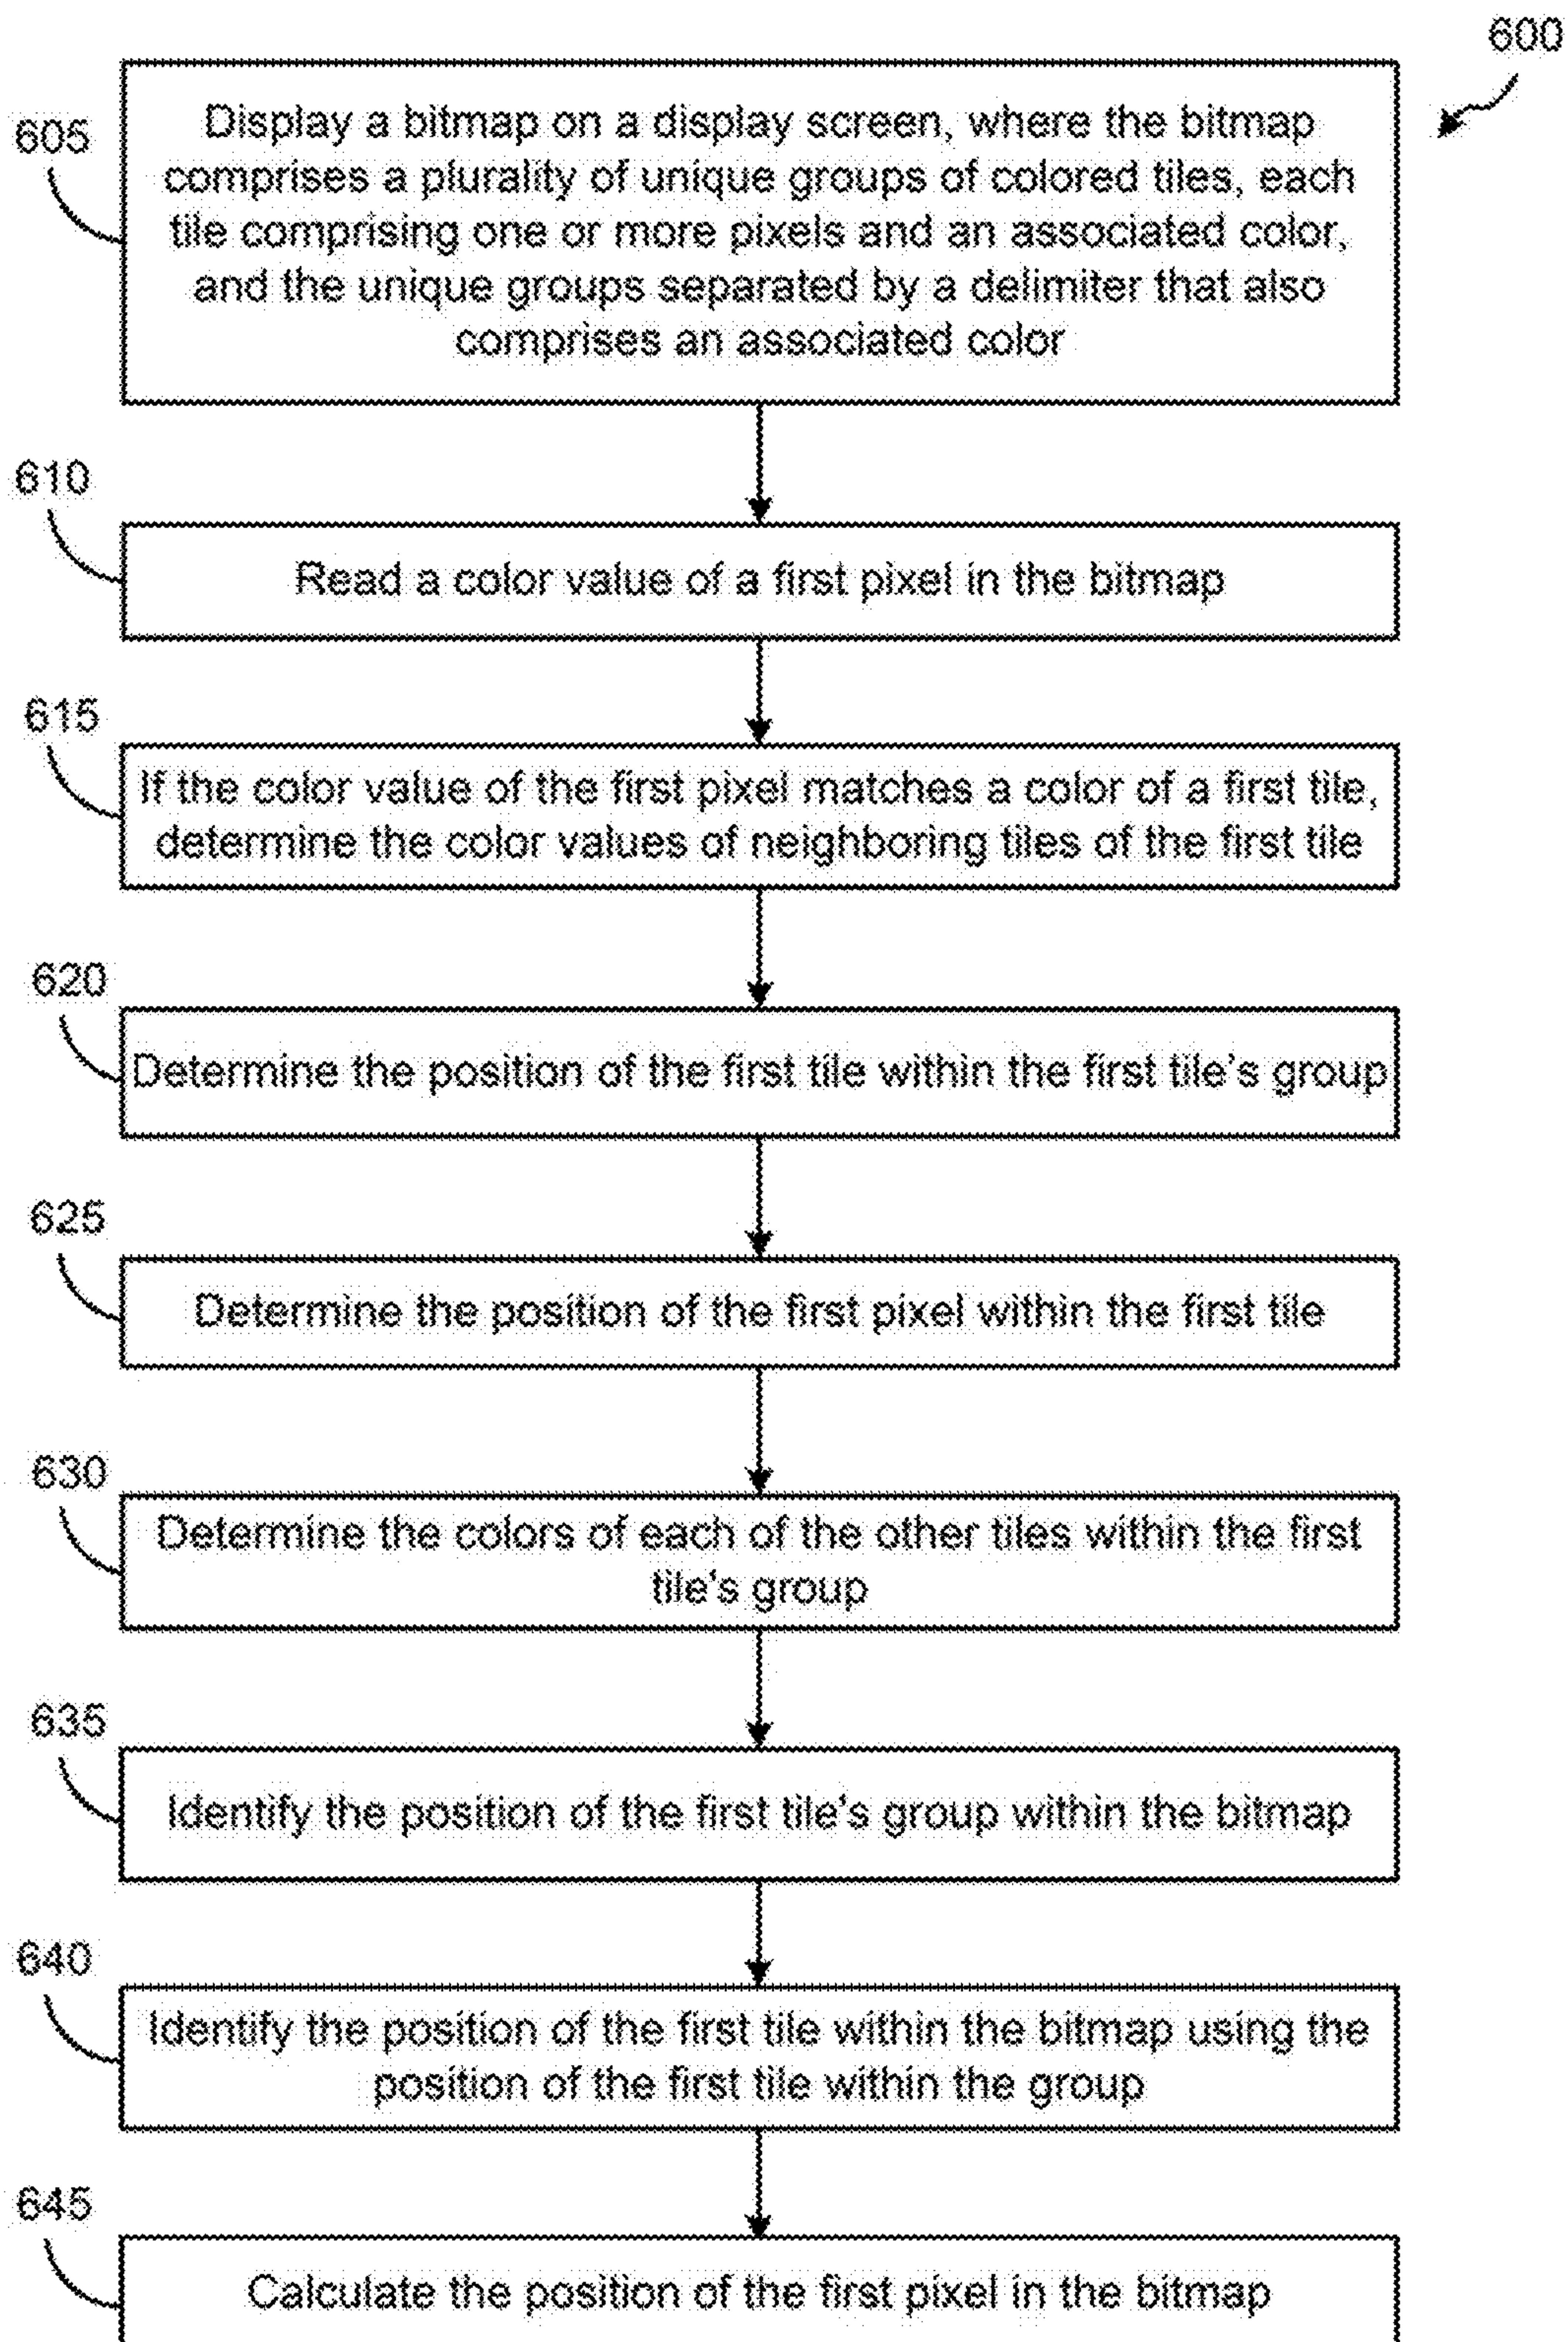 600
605
Display a bitmap on a display screen, where the bitmap
comprises a plurality of unique groups of colored tiles, each
tile comprising one or more pixels and an associated color,
and the unique groups separated by a delimiter that also
comprises an associated color
610
Read a color value of a first pixel in the bitmap
615
If the color value of the first pixel matches a color of a first tile,
determine the color values of neighboring tiles of the first tile
620
Determine the position of the first tile within the first tile's group
625
Determine the position of the first pixel within the first tile
630
Determine the colors of each of the other tiles within the first
tile's group
635
Identify the position of the first tile's group within the bitmap
640
Identify the position of the first tile within the bitmap using the
position of the first tile within the group
645
Calculate the position of the first pixel in the bitmap